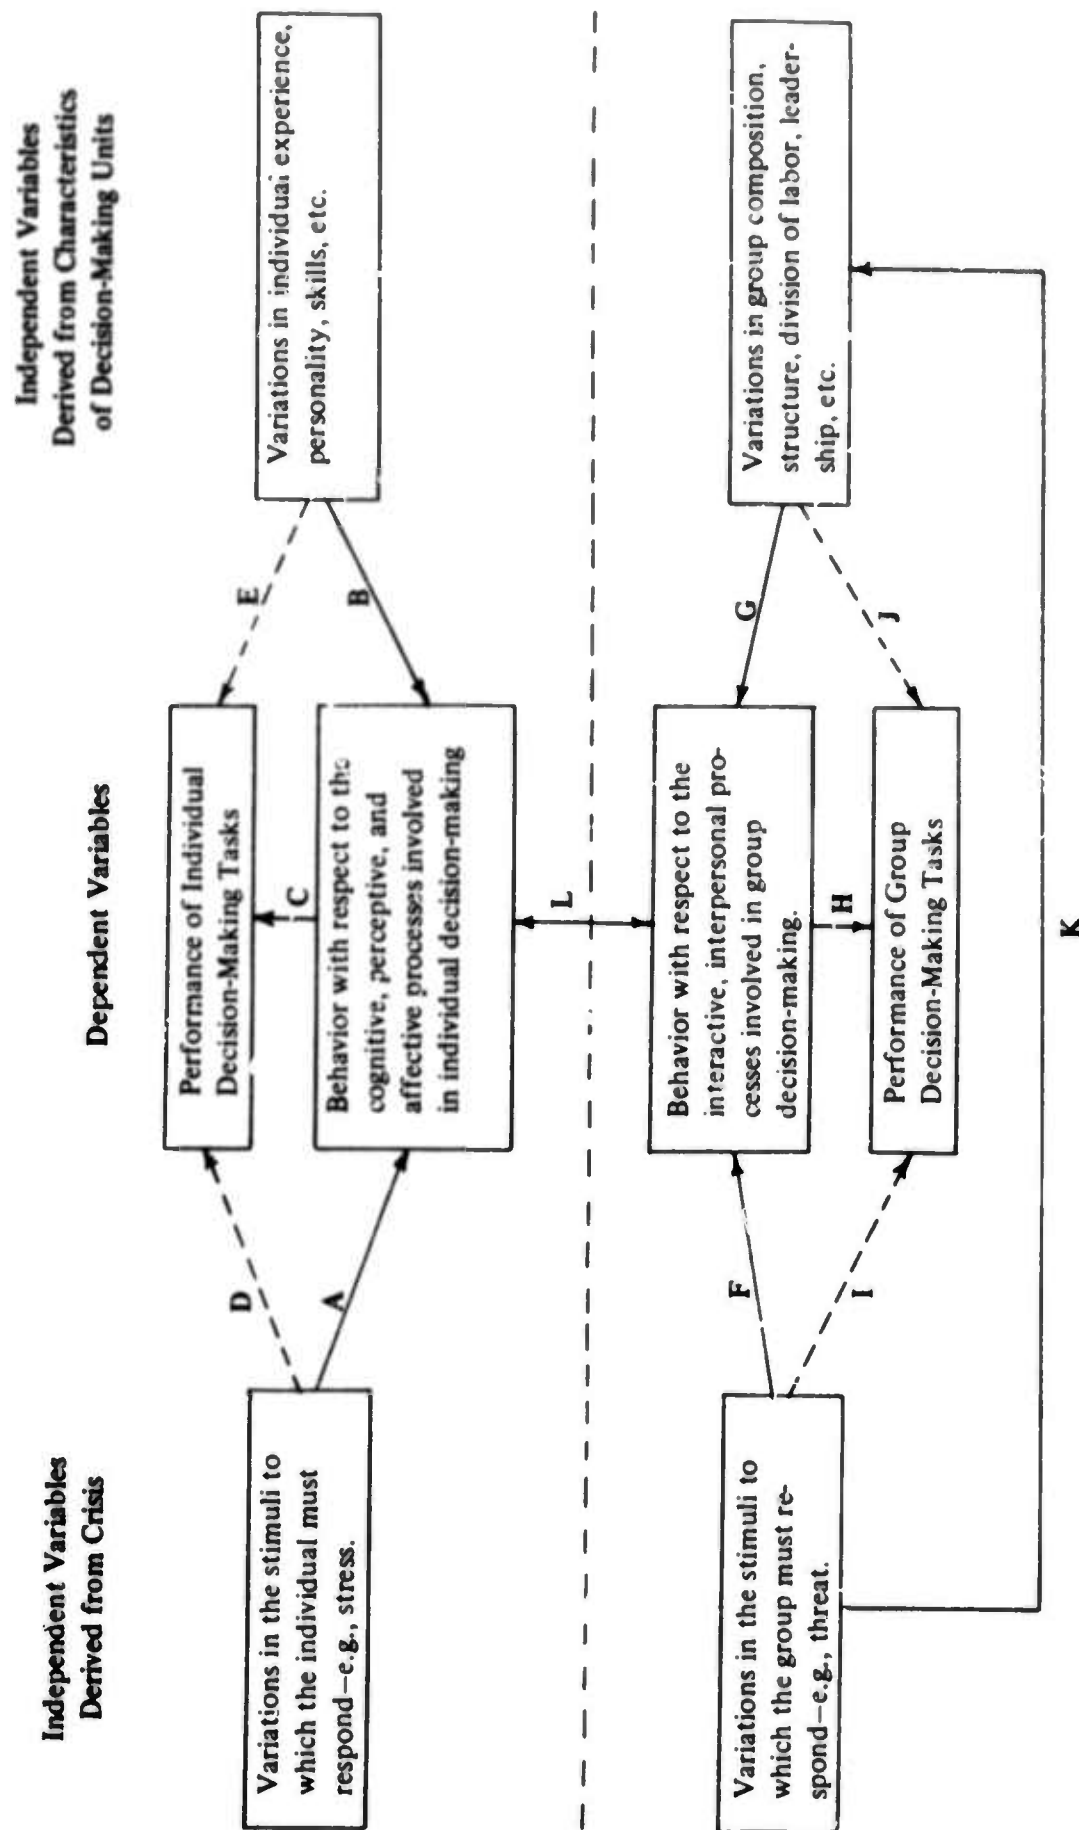 Independent Variables
Derived from Crisis
Dependent Variables
Independent Variables
Derived from Characteristics
of Decision-Making Units
Variations in the stimuli to
which the individual must
respond—e.g., stress.
D
A
Performance of Individual
Decision-Making Tasks
C
Behavior with respect to the
cognitive, perceptive, and
affective processes involved
in individual decision-making
E
B
Variations in individual experience,
personality, skills, etc.
L
Variations in the stimuli to
which the group must re-
spond—e.g., threat.
F
I
Behavior with respect to the
interactive, interpersonal pro-
cesses involved in group
decision-making.
H
Performance of Group
Decision-Making Tasks
G
J
Variations in group composition,
structure, division of labor, leader-
ship, etc.
K